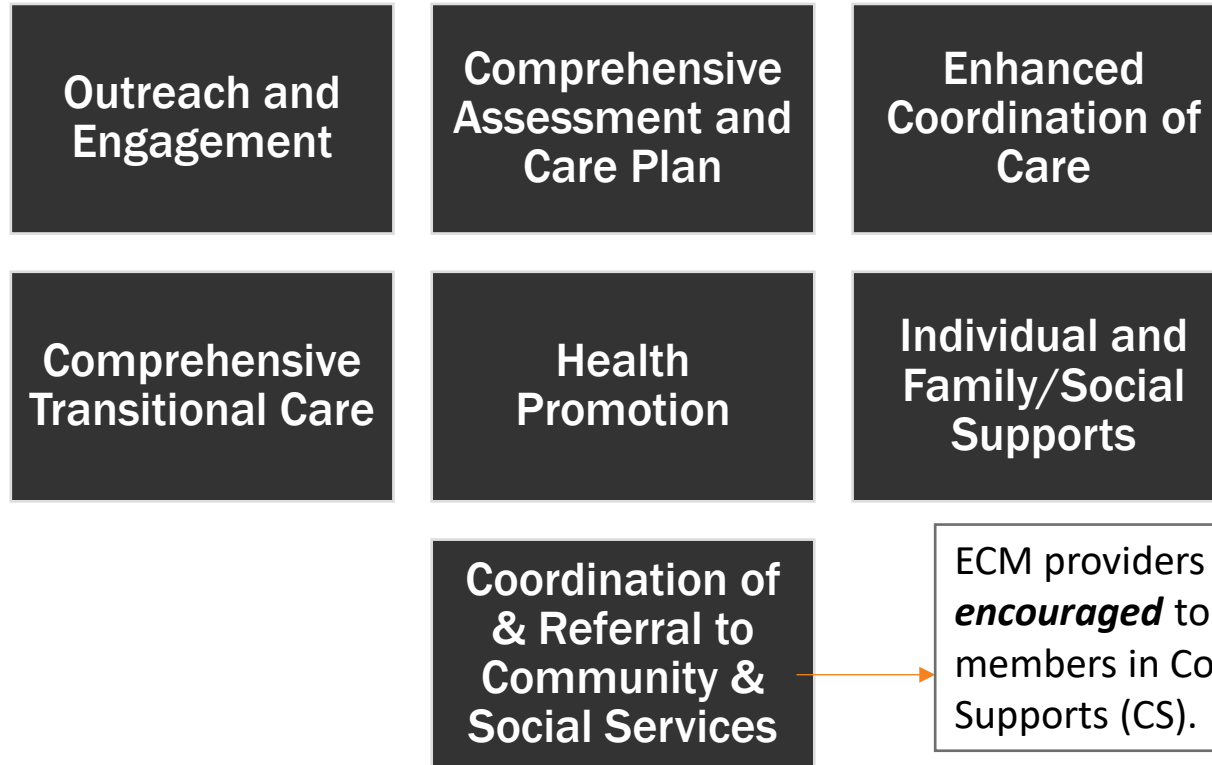 Outreach and
Engagement
Comprehensive
Assessment and
Care Plan
Enhanced
Coordination of
Care
Comprehensive
Transitional Care
Health
Promotion
Individual and
Family/Social
Supports
Coordination of
& Referral to
Community &
Social Services
ECM providers
encouraged to
members in Co
Supports (CS).